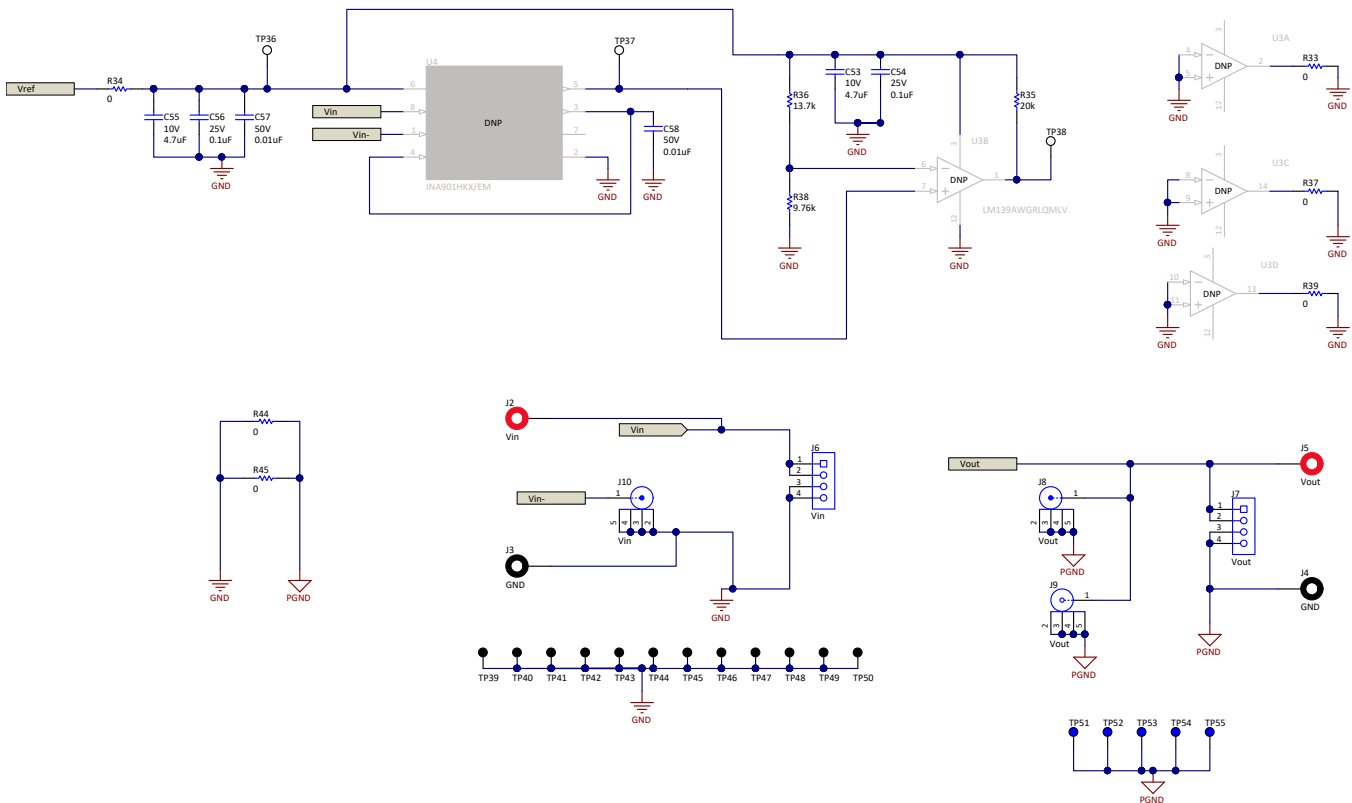 Vref
R34
0
C55
10V
4.7uF
C56
25V
0.1uF
C57
50V
0.01uF
GND
TP36
Vin
Vin-
U4
6
8
1
4
DNP
5
3
7
2
INA901HKX/EM
TP37
GND
C58
50V
0.01uF
GND
R36
13.7k
R38
9.76k
GND
C53
10V
4.7uF
C54
25V
0.1uF
GND
R35
20k
TP38
U3B
3
6
7
DNP
1
12
LM139AWGRLQMLV
GND
U3A
3
4
5
DNP
2
12
R33
0
GND
GND
U3C
3
8
9
DNP
14
12
R37
0
GND
GND
U3D
3
10
11
DNP
13
12
R39
0
GND
GND
R44
0
R45
0
GND
PGND
J2
Vin
Vin
J6
1
2
3
4
Vin
Vin-
J10
1
5
4
3
2
Vin
J3
GND
GND
Vout
J5
Vout
J8
1
2
3
4
5
Vout
PGND
J7
1
2
3
4
Vout
J9
1
2
3
4
5
Vout
PGND
J4
GND
PGND
TP39
TP40
TP41
TP42
TP43
TP44
TP45
TP46
TP47
TP48
TP49
TP50
GND
TP51
TP52
TP53
TP54
TP55
PGND